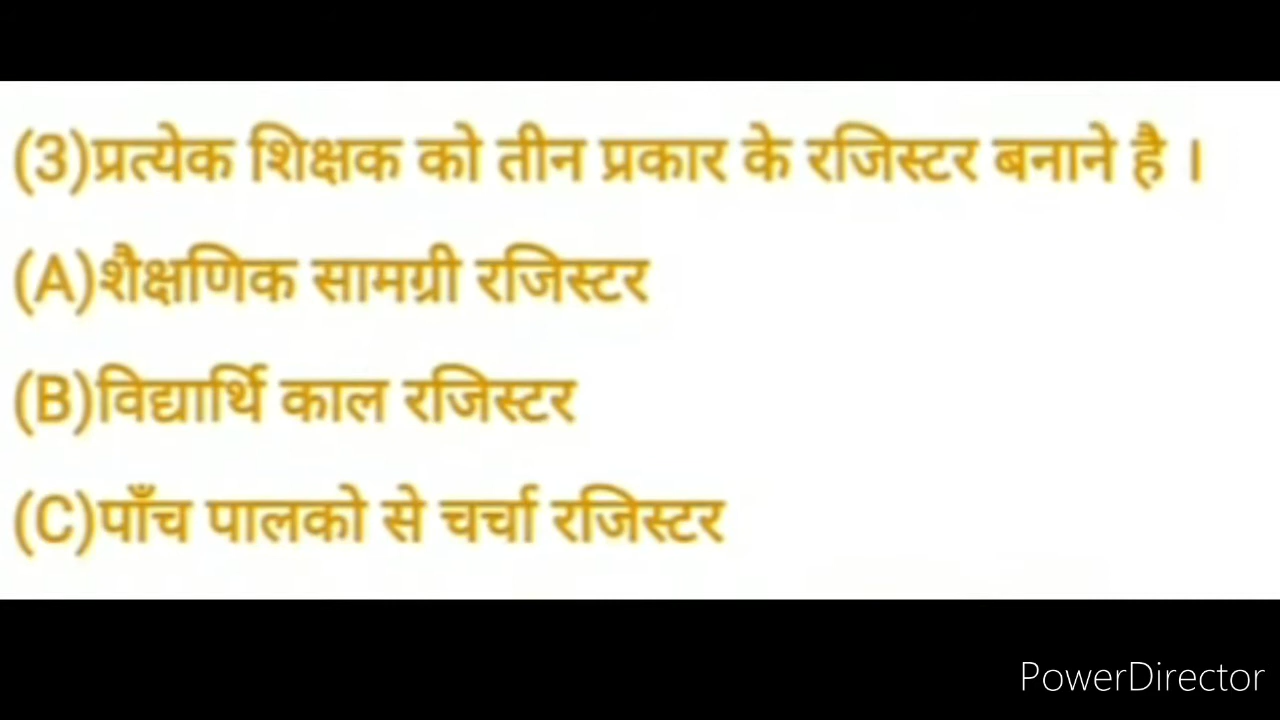 (3)प्रत्येक शिक्षक को तीन प्रकार के रजिस्टर बनाने है ।
(A)शैक्षणिक सामग्री रजिस्टर
(B)विद्यार्थि काल रजिस्टर
(C)पाँच पालको से चर्चा रजिस्टर
PowerDirector